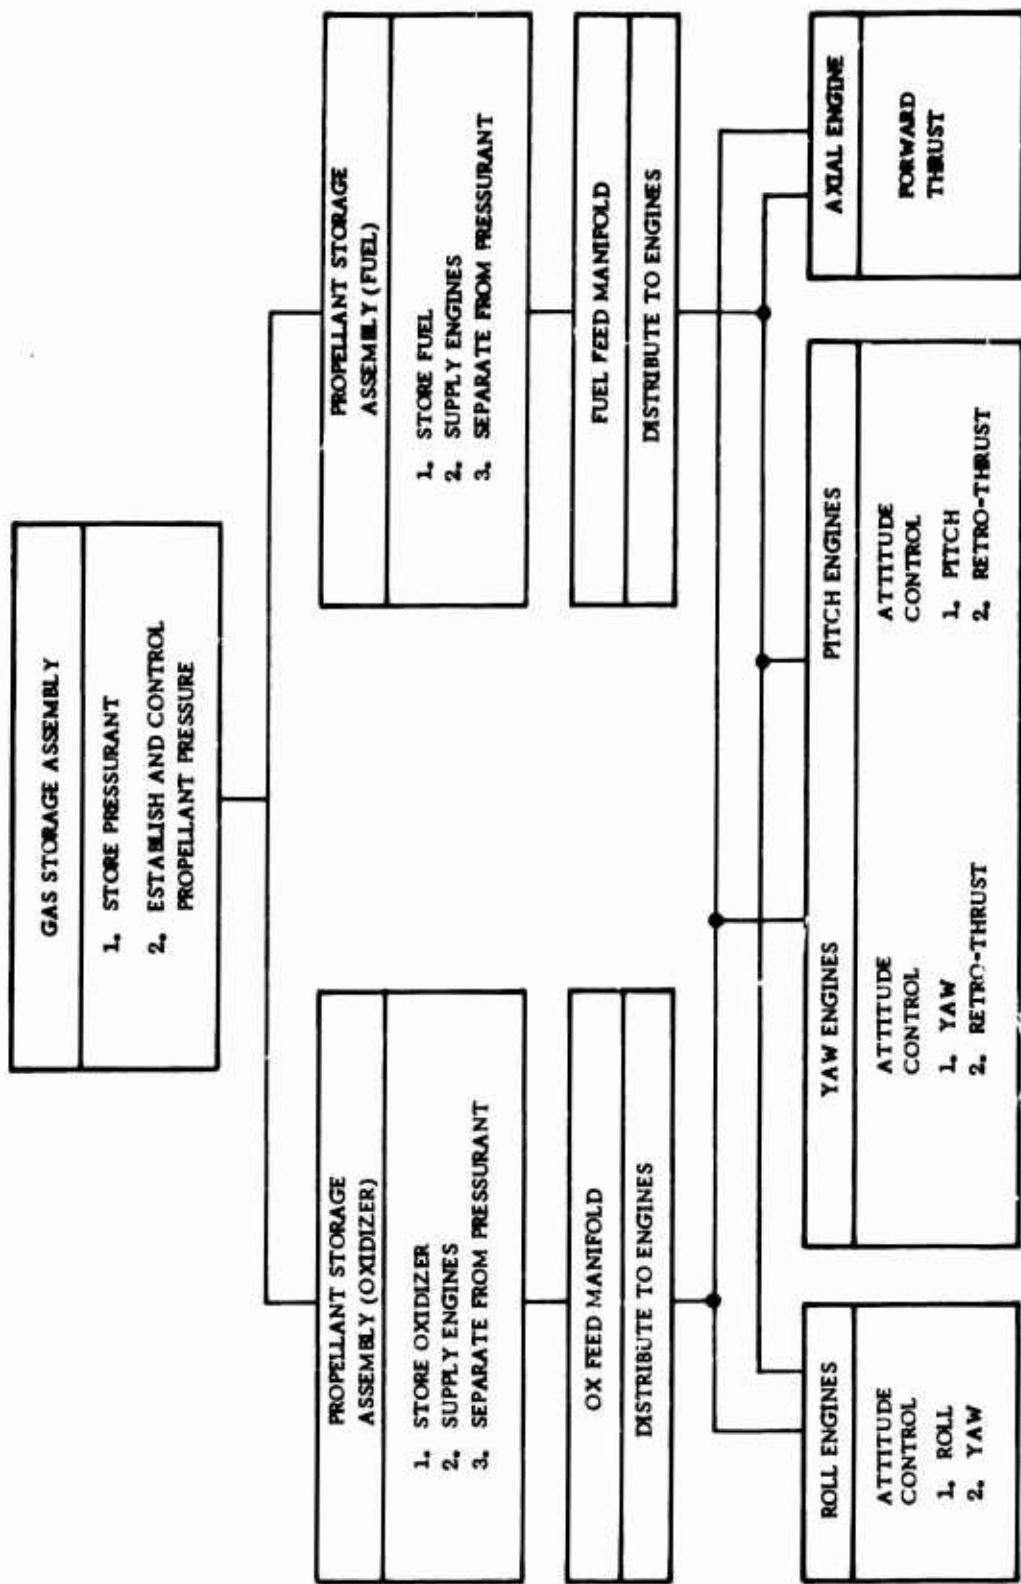 GAS STORAGE ASSEMBLY
1. STORE PRESSURANT
2. ESTABLISH AND CONTROL
PROPELLANT PRESSURE
PROPELLANT STORAGE
ASSEMBLY (OXIDIZER)
1. STORE OXIDIZER
2. SUPPLY ENGINES
3. SEPARATE FROM PRESSURANT
PROPELLANT STORAGE
ASSEMBLY (FUEL)
1. STORE FUEL
2. SUPPLY ENGINES
3. SEPARATE FROM PRESSURANT
OX FEED MANIFOLD
DISTRIBUTE TO ENGINES
FUEL FEED MANIFOLD
DISTRIBUTE TO ENGINES
ROLL ENGINES
ATTITUDE
CONTROL
1. ROLL
2. YAW
YAW ENGINES
ATTITUDE
CONTROL
1. YAW
2. RETRO-THRUST
PITCH ENGINES
ATTITUDE
CONTROL
1. PITCH
2. RETRO-THRUST
AXIAL ENGINE
FORWARD
THRUST